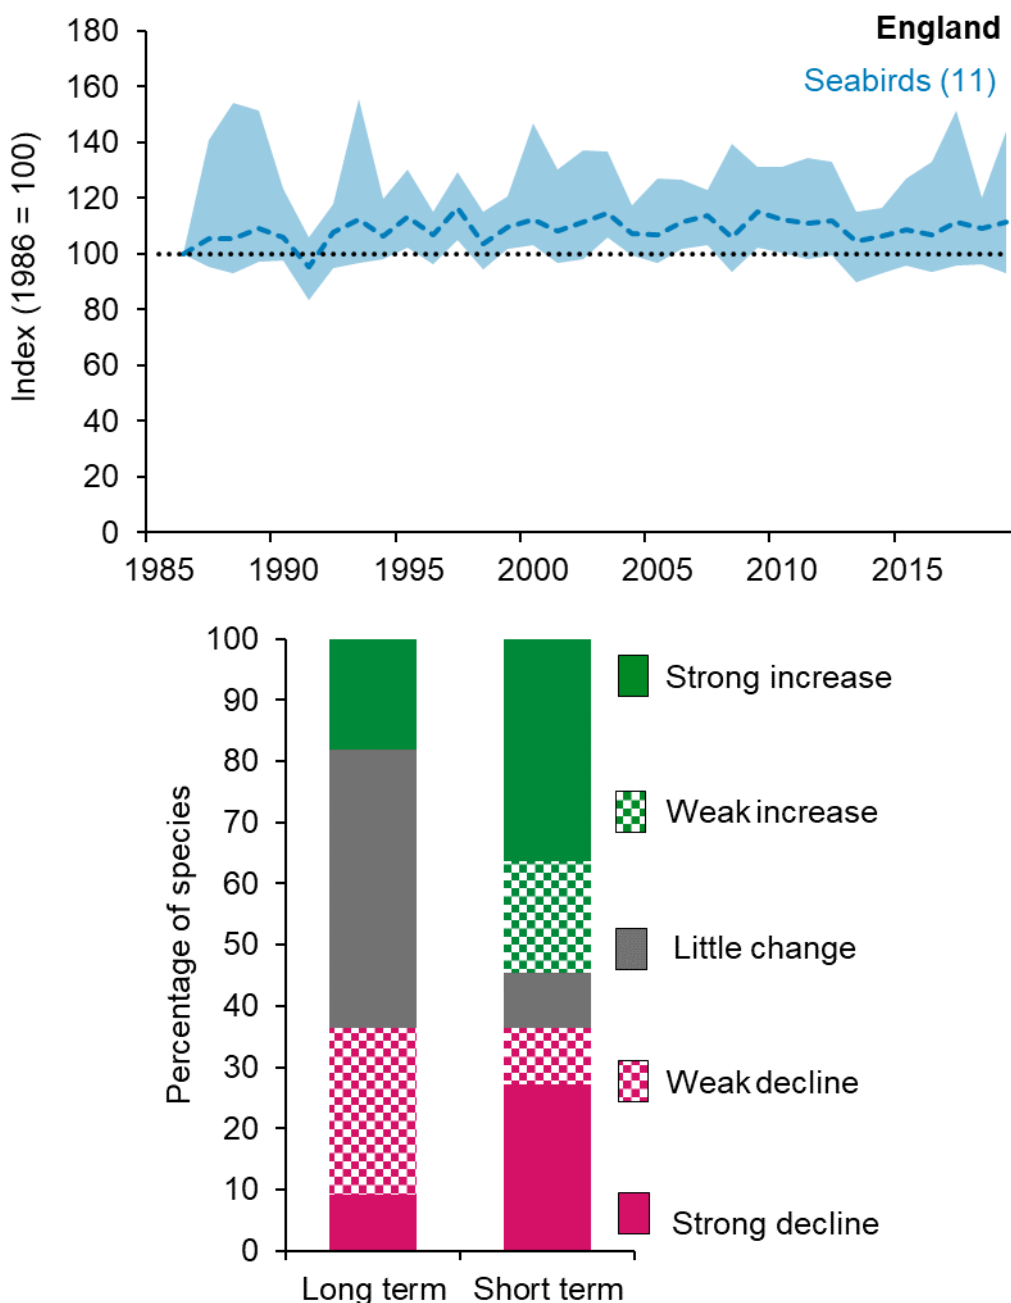 England
Seabirds (11)
Index (1986 = 100)
180
160
140
120
100
80
60
40
20
0
1985 1990 1995 2000 2005 2010 2015
Percentage of species
100
90
80
70
60
50
40
30
20
10
0
Long term Short term
Strong increase
Weak increase
Little change
Weak decline
Strong decline